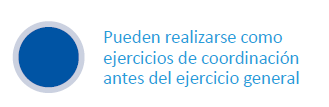 Pueden realizarse como
ejercicios de coordinación
antes del ejercicio general